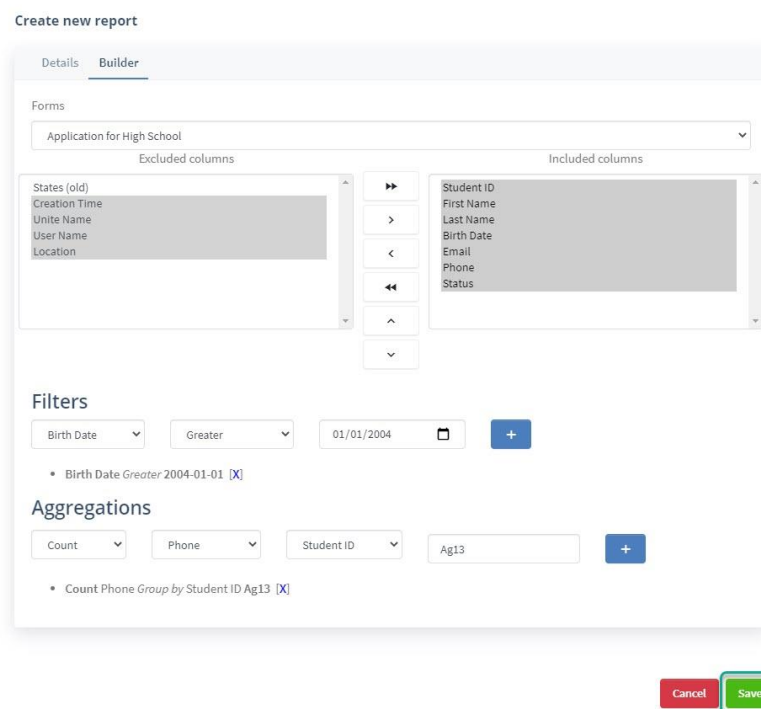 Create new report
Details Builder
Forms
Application for High School
Excluded columns Included columns
States (old)
Creation Time
Unite Name
User Name
Location
Student ID
First Name
Last Name
Birth Date
Email
Phone
Status
Filters
Birth Date Greater 01/01/2004 +
• Birth Date Greater 2004-01-01 [X]
Aggregations
Count Phone Student ID Ag13 +
• Count Phone Group by Student ID Ag13 [X]
Cancel Save